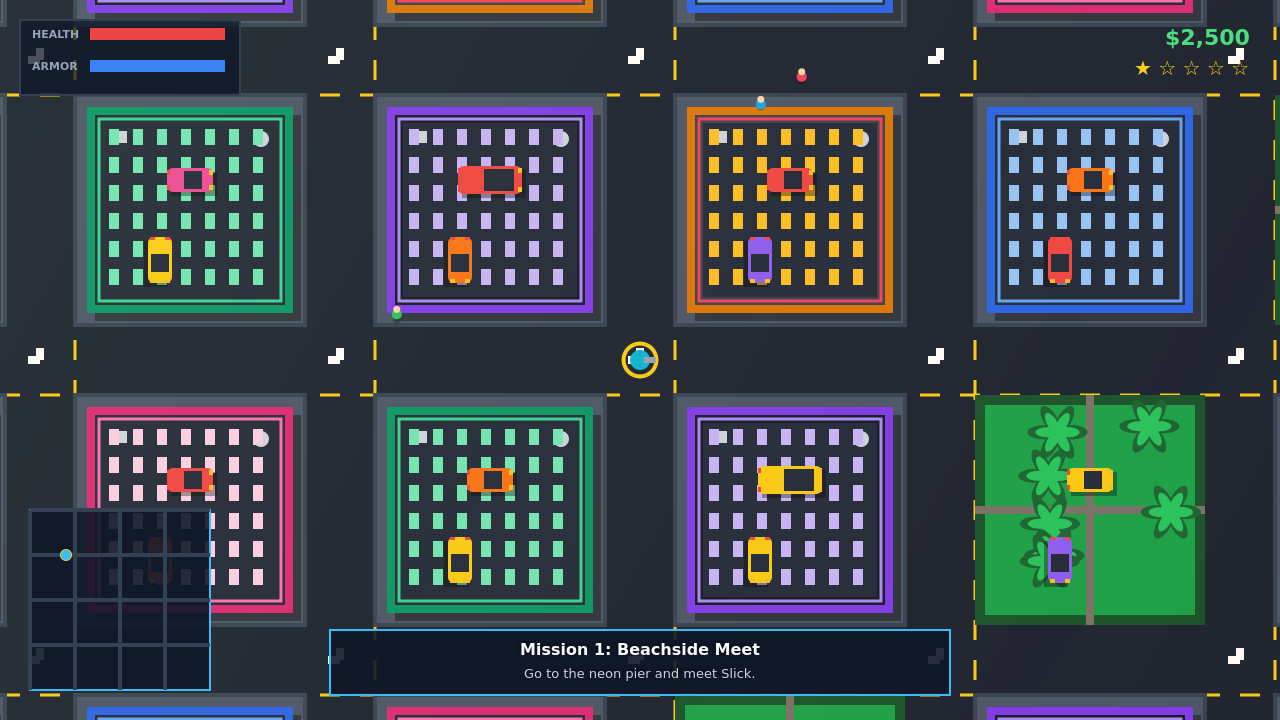 HEALTH
ARMOR
$2,500
★ ☆ ☆ ☆ ☆
Mission 1: Beachside Meet
Go to the neon pier and meet Slick.